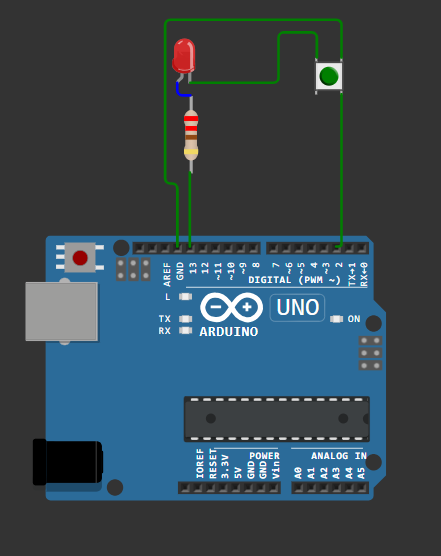 AREF
GND
13
12
~11
~10
~9
8
7
~6
~5
4
~3
2
TX→1
RX←0
DIGITAL (PWM ~)
L
TX
RX
UNO
ARDUINO
ON
IOREF
RESET
3.3V
5V
GND
GND
Vin
POWER
ANALOG IN
A0
A1
A2
A3
A4
A5